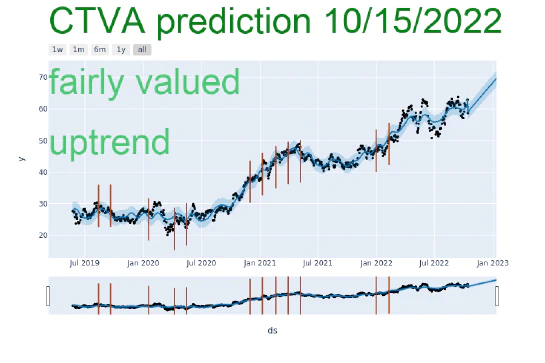 CTVA prediction 10/15/2022
1w 1m 6m 1y all
fairly valued
uptrend
70
60
50
40
30
20
y
Jul 2019 Jan 2020 Jul 2020 Jan 2021 Jul 2021 Jan 2022 Jul 2022 Jan 2023
ds